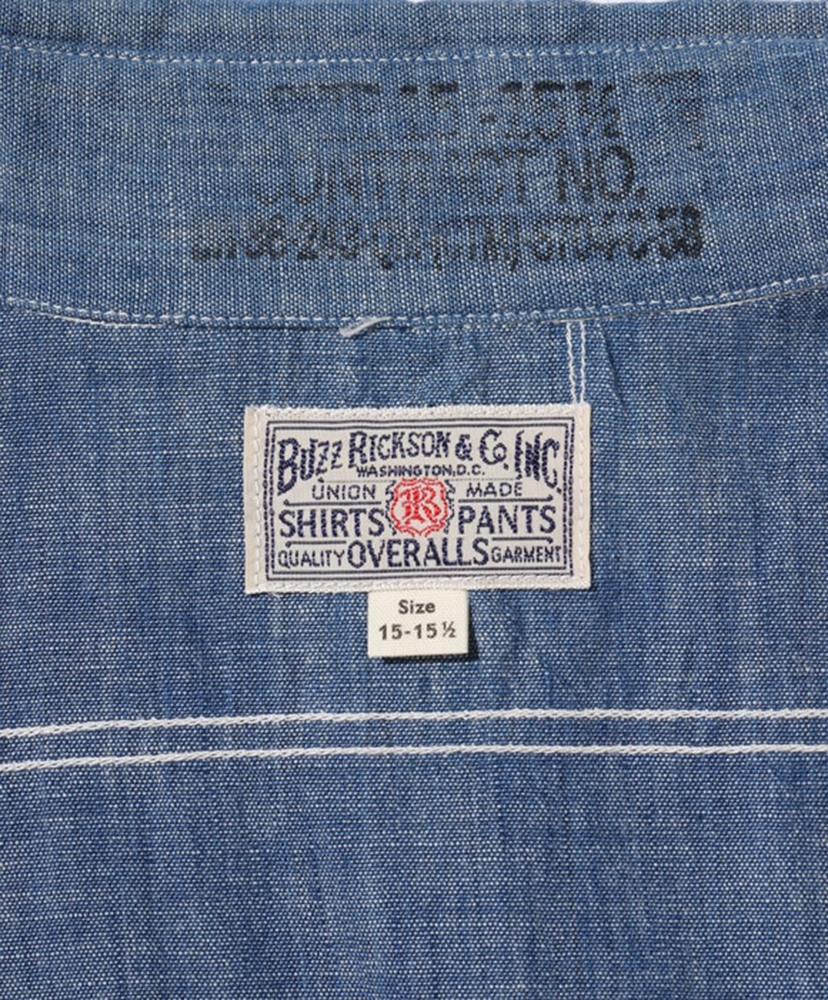 15-15½
CONTRACT NO.
BUZZ RICKSON & CO. INC.
WASHINGTON, D.C.
UNION R MADE
SHIRTS PANTS
QUALITY OVERALLS GARMENT
Size
15-15½